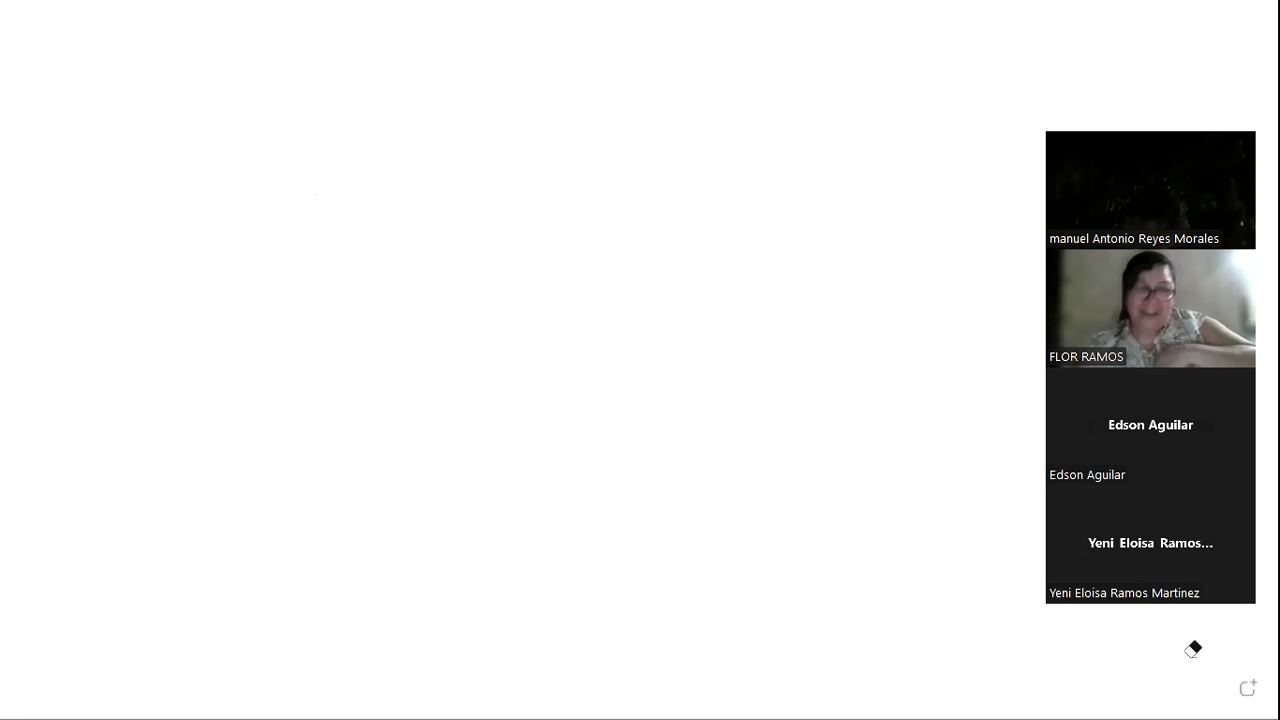 manuel Antonio Reyes Morales
FLOR RAMOS
Edson Aguilar
Edson Aguilar
Yeni Eloisa Ramos...
Yeni Eloisa Ramos Martinez